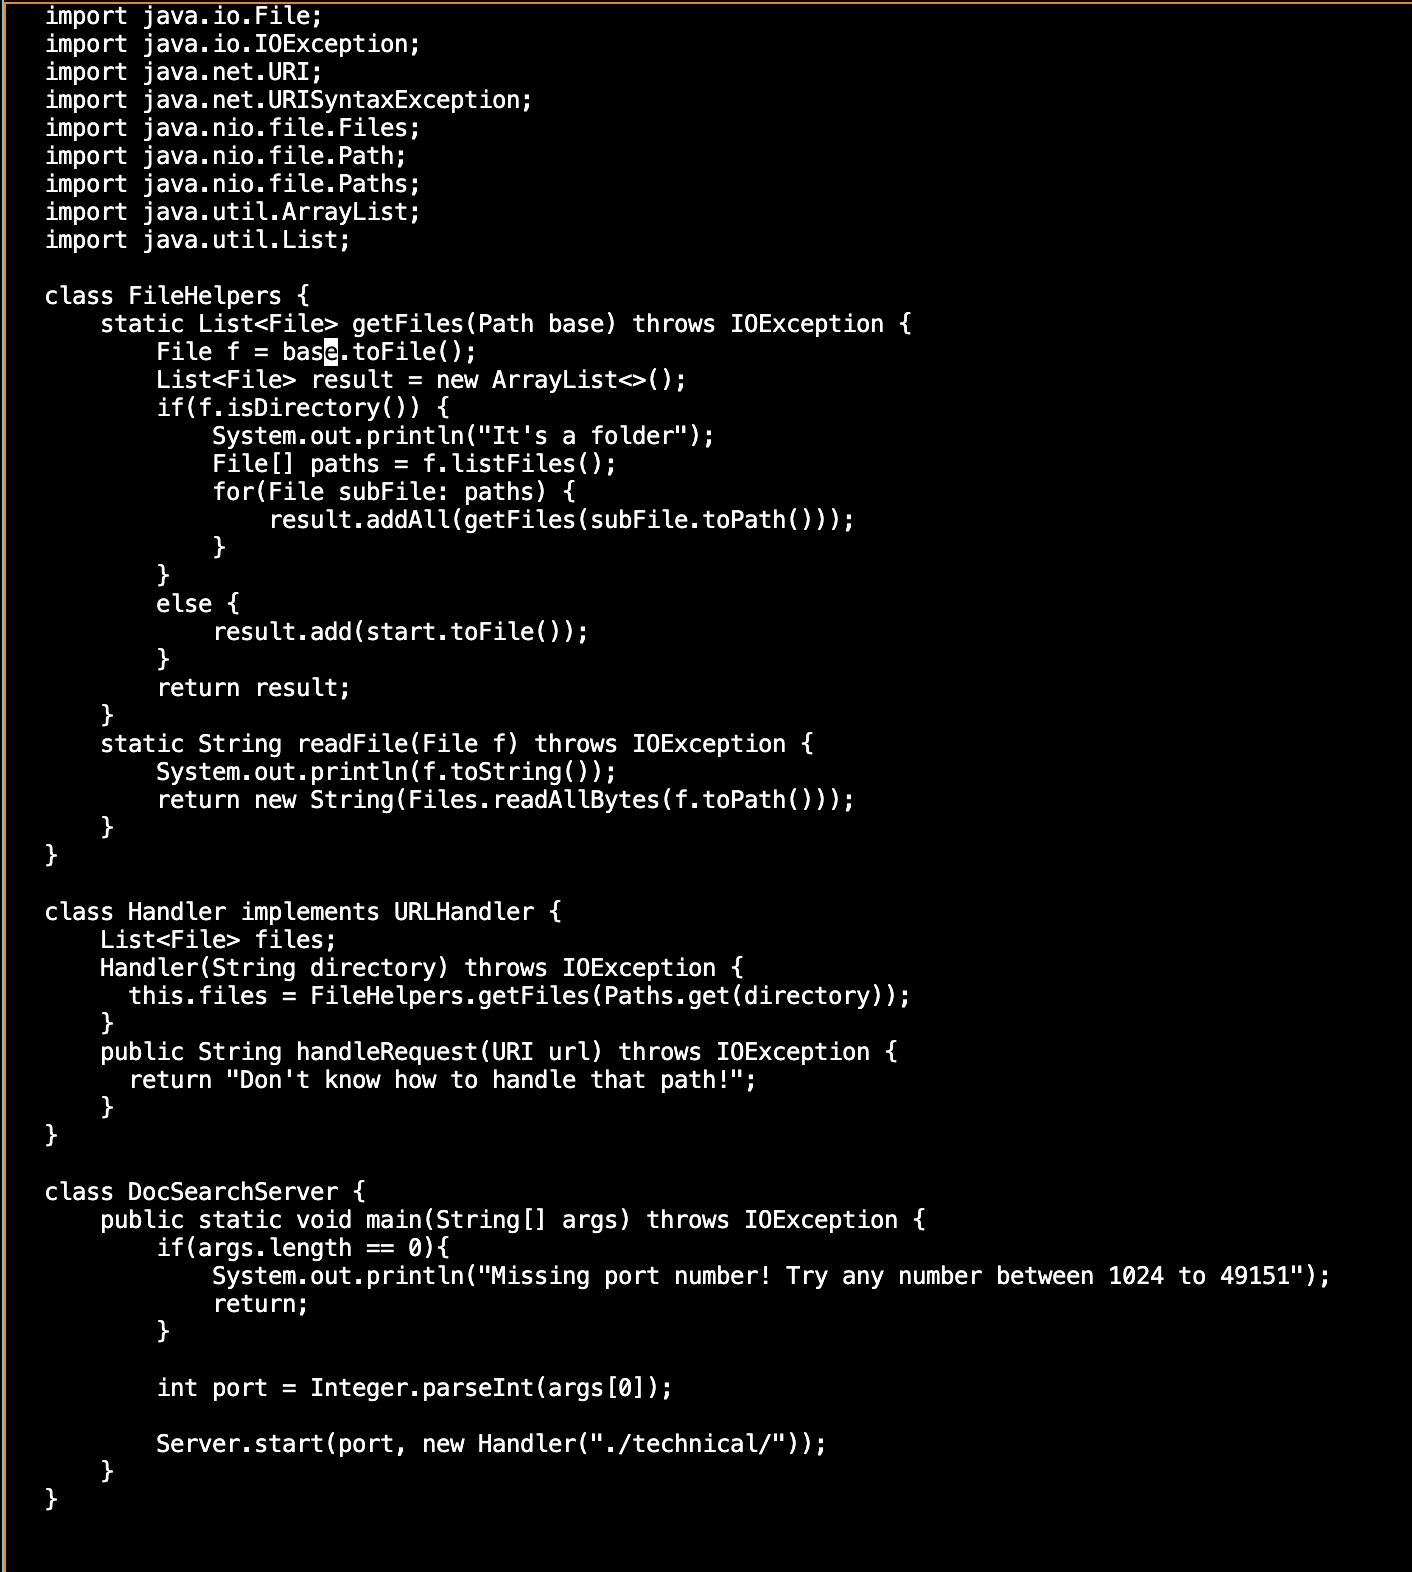 import java.io.File;
import java.io.IOException;
import java.net.URI;
import java.net.URISyntaxException;
import java.nio.file.Files;
import java.nio.file.Path;
import java.nio.file.Paths;
import java.util.ArrayList;
import java.util.List;

class FileHelpers {
    static List<File> getFiles(Path base) throws IOException {
        File f = base.toFile();
        List<File> result = new ArrayList<>();
        if(f.isDirectory()) {
            System.out.println("It's a folder");
            File[] paths = f.listFiles();
            for(File subFile: paths) {
                result.addAll(getFiles(subFile.toPath()));
            }
        }
        else {
            result.add(start.toFile());
        }
        return result;
    }
    static String readFile(File f) throws IOException {
        System.out.println(f.toString());
        return new String(Files.readAllBytes(f.toPath()));
    }
}

class Handler implements URLHandler {
    List<File> files;
    Handler(String directory) throws IOException {
      this.files = FileHelpers.getFiles(Paths.get(directory));
    }
    public String handleRequest(URI url) throws IOException {
      return "Don't know how to handle that path!";
    }
}

class DocSearchServer {
    public static void main(String[] args) throws IOException {
        if(args.length == 0){
            System.out.println("Missing port number! Try any number between 1024 to 49151");
            return;
        }

        int port = Integer.parseInt(args[0]);

        Server.start(port, new Handler("./technical/"));
    }
}